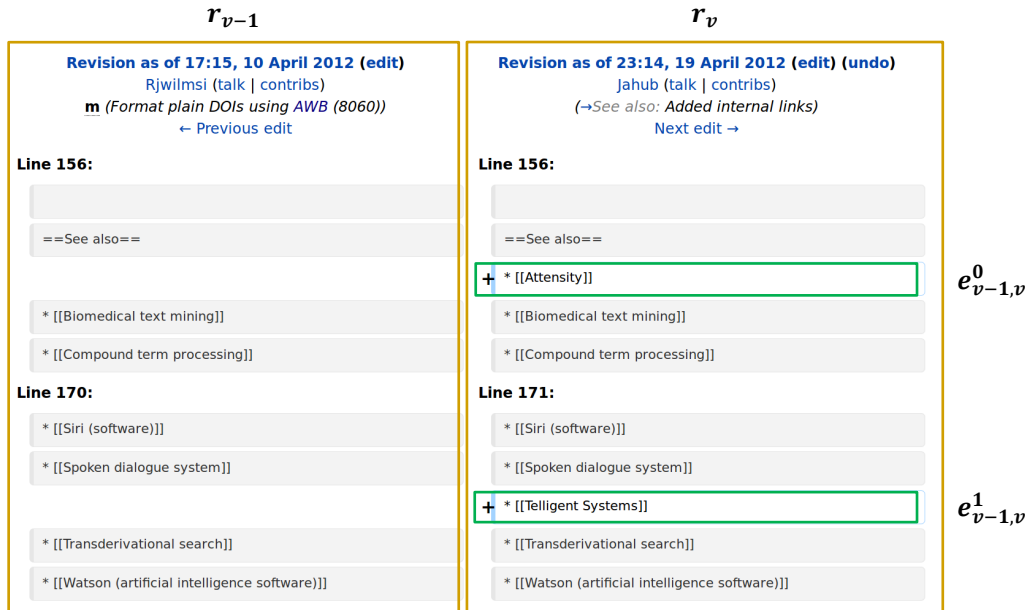 r_{v-1}
r_v
Revision as of 17:15, 10 April 2012 (edit)
Rjwilmsi (talk | contribs)
m (Format plain DOIs using AWB (8060))
← Previous edit
Line 156:
==See also==
* [[Biomedical text mining]]
* [[Compound term processing]]
Line 170:
* [[Siri (software)]]
* [[Spoken dialogue system]]
* [[Transderivational search]]
* [[Watson (artificial intelligence software)]]
Revision as of 23:14, 19 April 2012 (edit) (undo)
Jahub (talk | contribs)
(→See also: Added internal links)
Next edit →
Line 156:
==See also==
+ * [[Attensity]]
* [[Biomedical text mining]]
* [[Compound term processing]]
Line 171:
* [[Siri (software)]]
* [[Spoken dialogue system]]
+ * [[Telligent Systems]]
* [[Transderivational search]]
* [[Watson (artificial intelligence software)]]
e^0_{v-1,v}
e^1_{v-1,v}